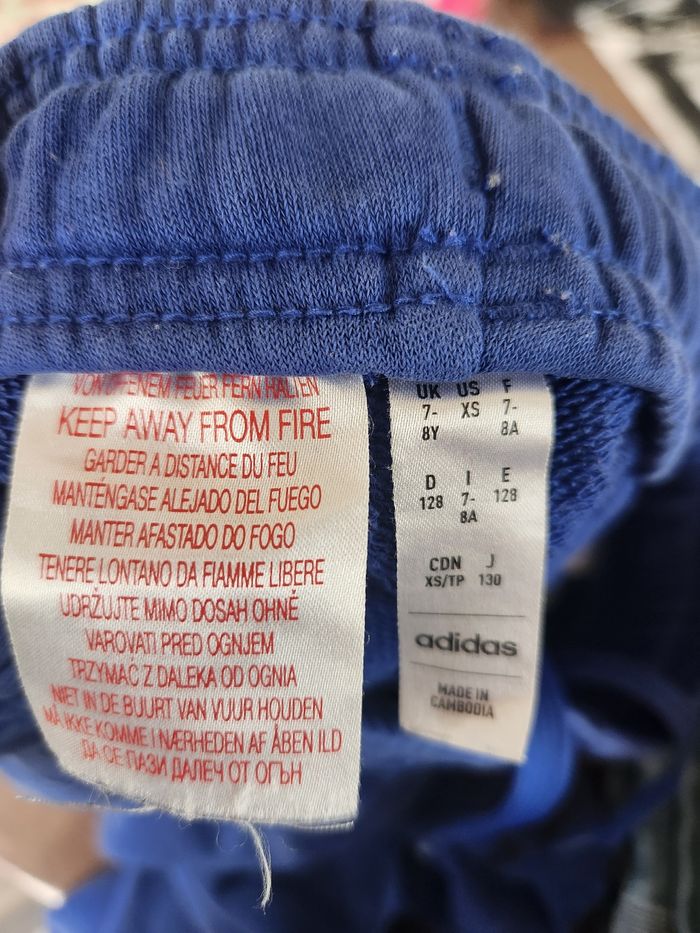 VON OFFENEM FEUER FERN HALTEN
KEEP AWAY FROM FIRE
GARDER A DISTANCE DU FEU
MANTÉNGASE ALEJADO DEL FUEGO
MANTER AFASTADO DO FOGO
TENERE LONTANO DA FIAMME LIBERE
UDRŽUJTE MIMO DOSAH OHNĚ
VAROVATI PRED OGNJEM
TRZYMAĆ Z DALEKA OD OGNIA
NIET IN DE BUURT VAN VUUR HOUDEN
MÅ IKKE KOMME I NÆRHEDEN AF ÅBEN ILD
ДА СЕ ПАЗИ ДАЛЕЧ ОТ ОГЪН
UK US F
7- XS 7-
8Y 8A
D I E
128 7- 128
8A
CDN J
XS/TP 130
adidas
MADE IN
CAMBODIA